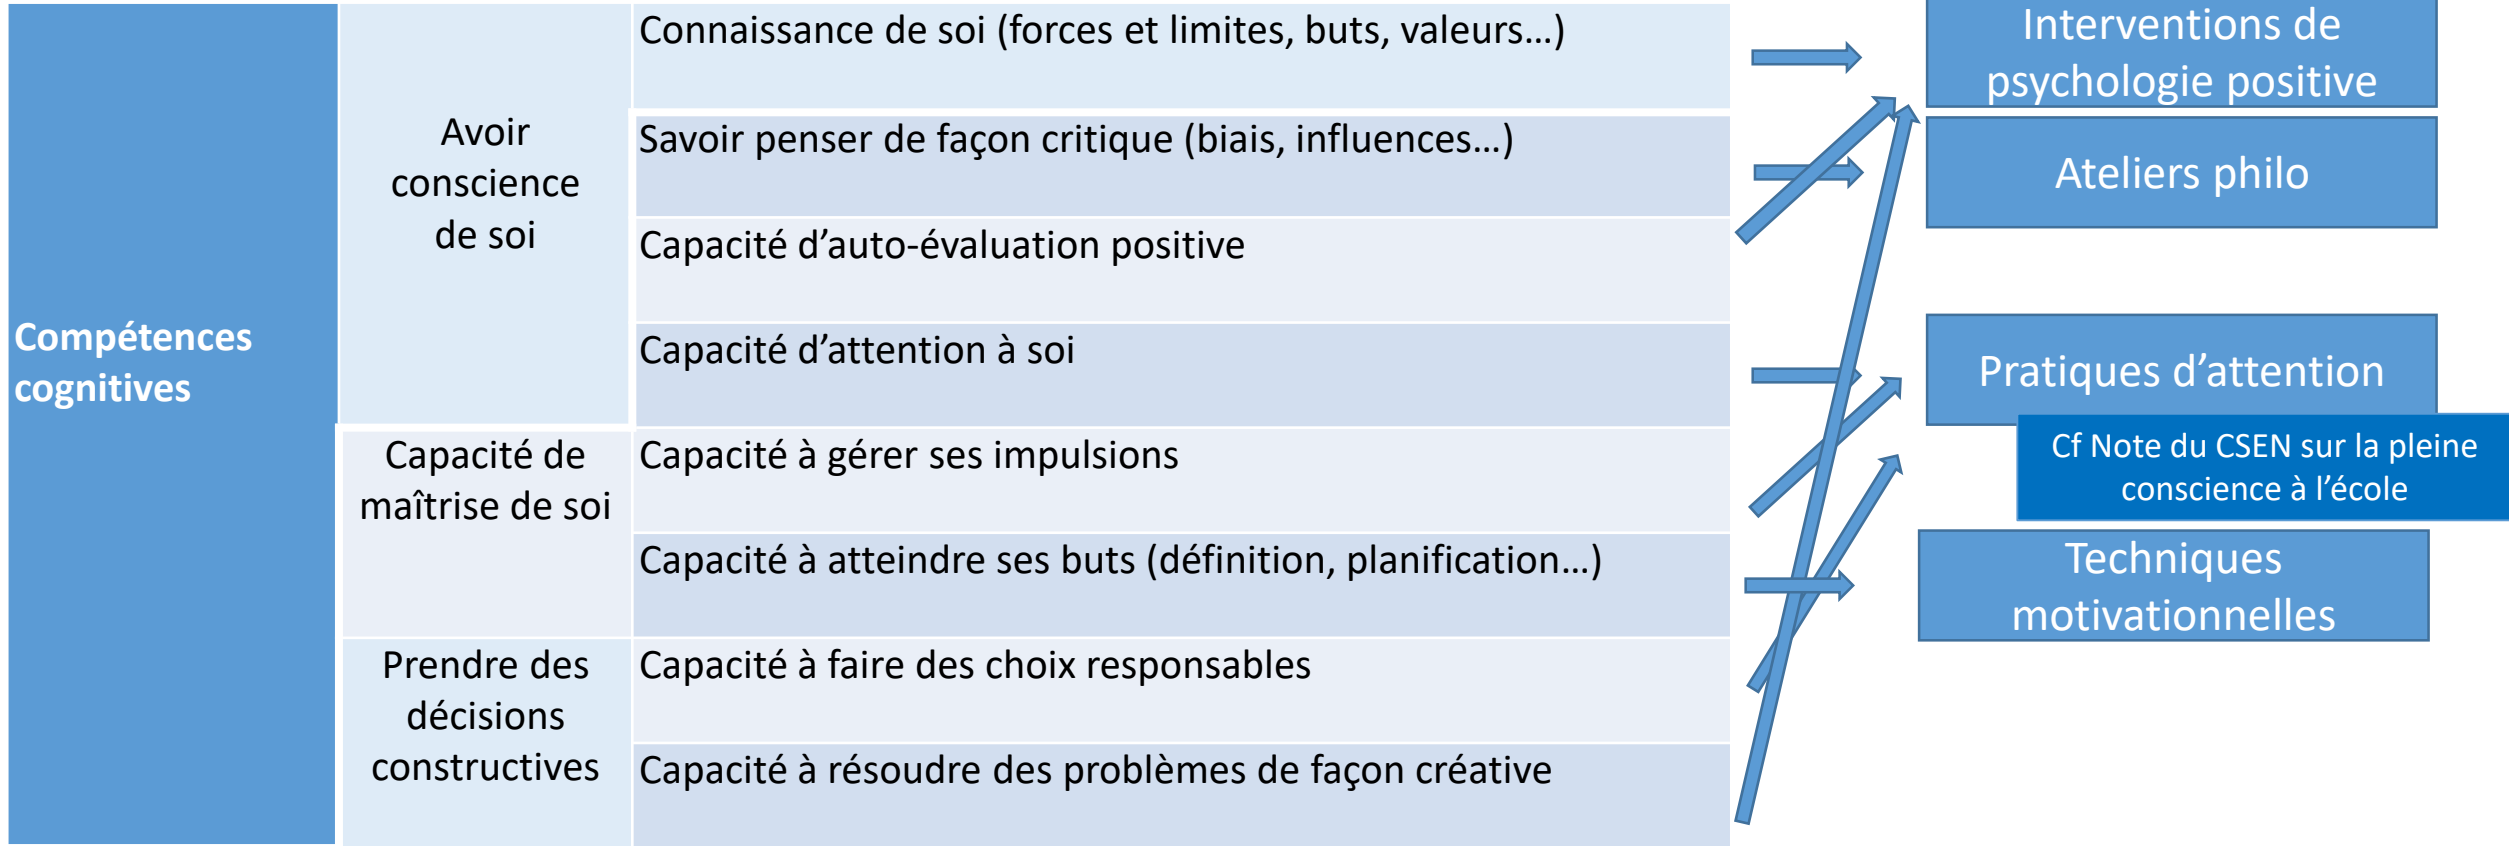 Compétences
cognitives
Avoir
conscience
de soi
Connaissance de soi (forces et limites, buts, valeurs…)
Savoir penser de façon critique (biais, influences…)
Capacité d’auto-évaluation positive
Capacité d’attention à soi
Capacité de
maîtrise de soi
Capacité à gérer ses impulsions
Capacité à atteindre ses buts (définition, planification…)
Prendre des
décisions
constructives
Capacité à faire des choix responsables
Capacité à résoudre des problèmes de façon créative
Interventions de
psychologie positive
Ateliers philo
Pratiques d’attention
Cf Note du CSEN sur la pleine
conscience à l’école
Techniques
motivationnelles